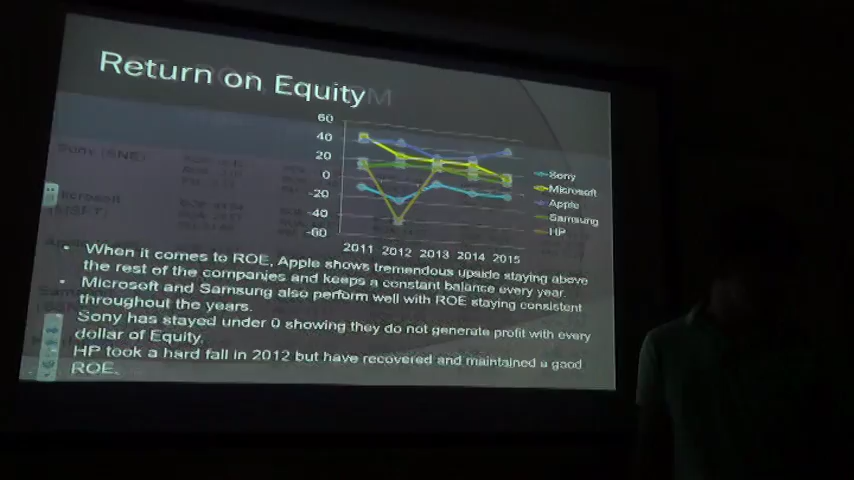 Return on Equity
60
40
20
0
-20
-40
-60
2011 2012 2013 2014 2015
Sony
Microsoft
Apple
Samsung
HP
• When it comes to ROE, Apple shows tremendous upside staying above
the rest of the companies and keeps a constant balance every year.
• Microsoft and Samsung also perform well with ROE staying consistent
throughout the years.
• Sony has stayed under 0 showing they do not generate profit with every
dollar of Equity.
• HP took a hard fall in 2012 but have recovered and maintained a good
ROE.
Sony (SNE)